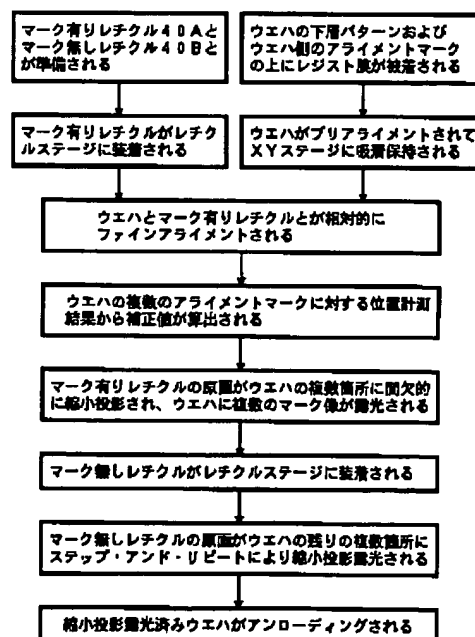 マーク有りレチクル40Aと
マーク無しレチクル40Bと
が準備される
ウエハの下層パターンおよび
ウエハ側のアライメントマーク
の上にレジスト膜が被着される
マーク有りレチクルがレチ
クルステージに装着される
ウエハがプリアライメントされて
XYステージに吸着保持される
ウエハとマーク有りレチクルとが相対的に
ファインアライメントされる
ウエハの複数のアライメントマークに対する位置計測
結果から補正値が算出される
マーク有りレチクルの原画がウエハの複数箇所に間欠的
に縮小投影され、ウエハに複数のマーク像が露光される
マーク無しレチクルがレチクルステージに装着される
マーク無しレチクルの原画がウエハの残りの複数箇所に
ステップ・アンド・リピートにより縮小投影露光される
縮小投影露光済みウエハがアンローディングされる